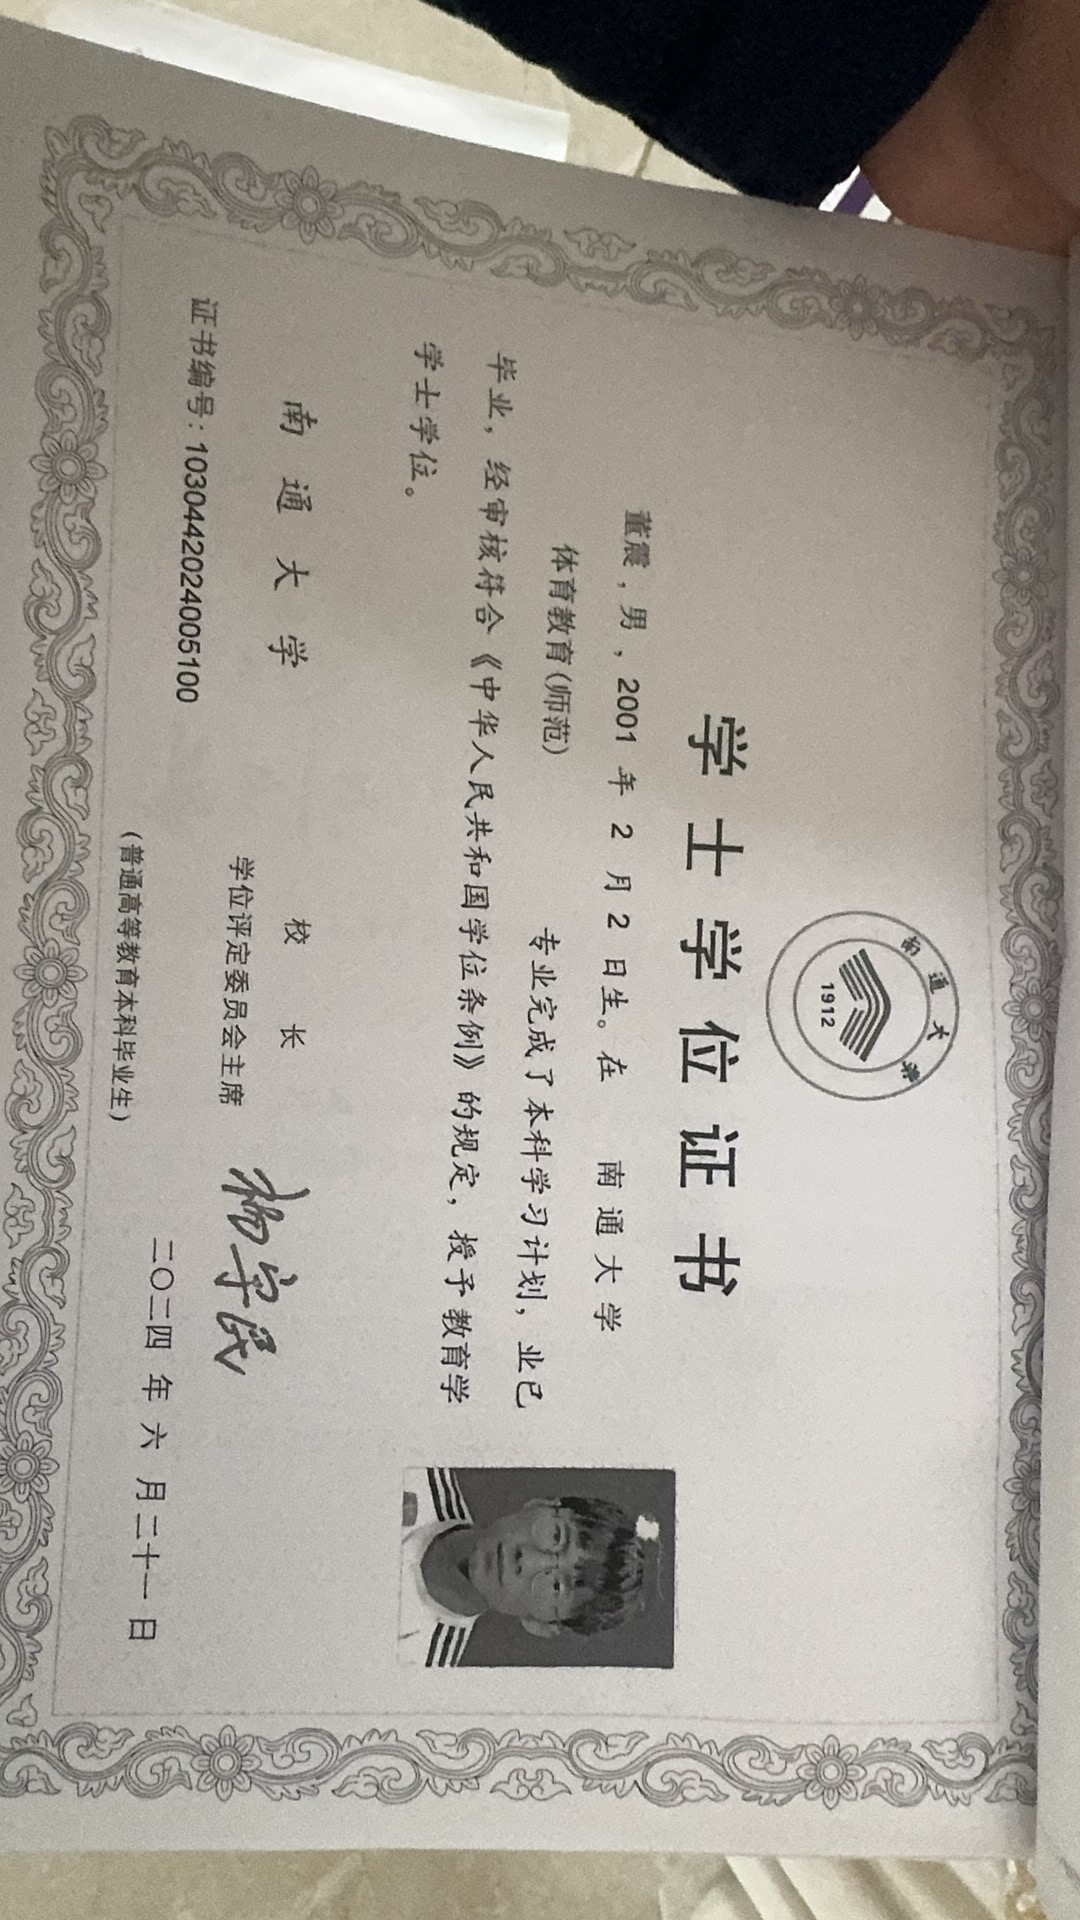 南通大学
1912
学士学位证书
董震，男，2001 年 2 月 2 日生。在 南通大学
体育教育(师范) 专业完成了本科学习计划，业已
毕业，经审核符合《中华人民共和国学位条例》的规定，授予教育学
学士学位。
南通大学 校长
学位评定委员会主席 杨宇民
证书编号：1030442024005100
二〇二四 年 六 月二十一 日
(普通高等教育本科毕业生)